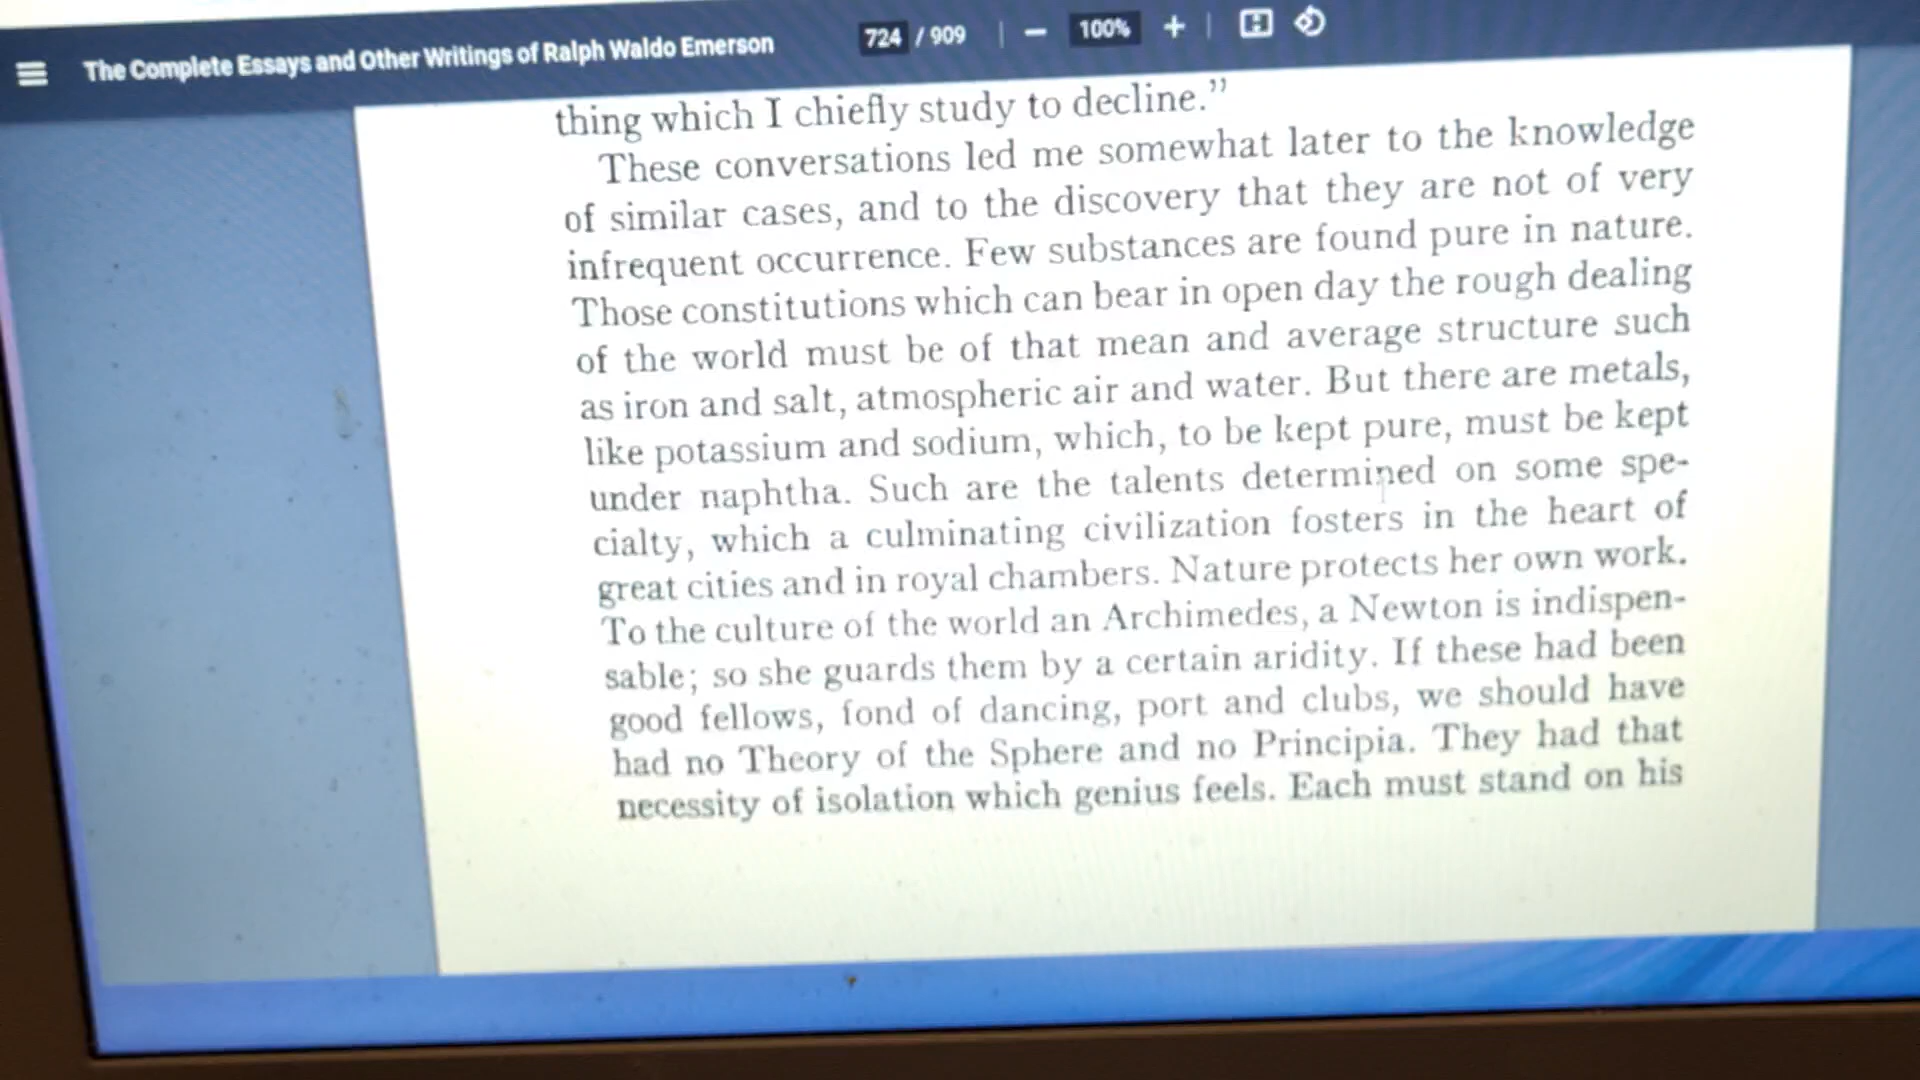 The Complete Essays and Other Writings of Ralph Waldo Emerson
724 / 909
100%
thing which I chiefly study to decline.”
These conversations led me somewhat later to the knowledge
of similar cases, and to the discovery that they are not of very
infrequent occurrence. Few substances are found pure in nature.
Those constitutions which can bear in open day the rough dealing
of the world must be of that mean and average structure such
as iron and salt, atmospheric air and water. But there are metals,
like potassium and sodium, which, to be kept pure, must be kept
under naphtha. Such are the talents determined on some spe-
cialty, which a culminating civilization fosters in the heart of
great cities and in royal chambers. Nature protects her own work.
To the culture of the world an Archimedes, a Newton is indispen-
sable; so she guards them by a certain aridity. If these had been
good fellows, fond of dancing, port and clubs, we should have
had no Theory of the Sphere and no Principia. They had that
necessity of isolation which genius feels. Each must stand on his